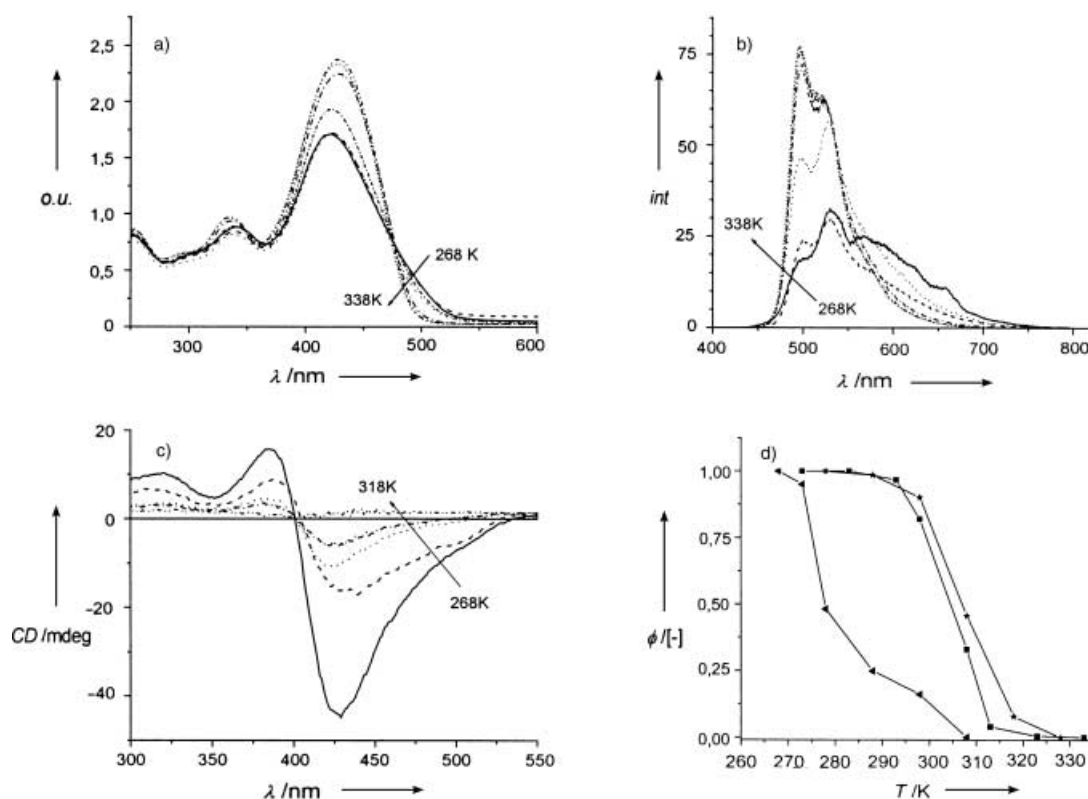 a)
2,5
2,0
1,5
o.u.
1,0
0,5
0
268 K
338K
300
400
500
600
λ /nm
b)
75
50
int
25
0
338K
268K
400
500
600
700
800
λ /nm
c)
20
0
CD /mdeg
-20
-40
318K
268K
300
350
400
450
500
550
λ /nm
d)
1,00
0,75
ϕ /[-]
0,50
0,25
0,00
260
270
280
290
300
310
320
330
T /K